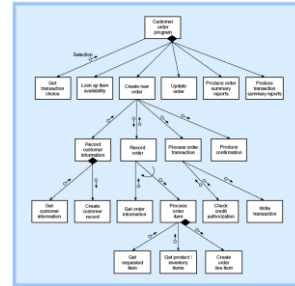 Customer
order
program
Selection
Get
transaction
choice
Look up item
availability
Create new
order
Update
order
Produce order
summary
reports
Produce
transaction
summary reports
Record
customer
information
Record
order
Process order
transaction
Produce
confirmation
Get
customer
information
Create
customer
record
Get order
information
Process
order
item
Check
credit
authorization
Write
transaction
Get
requested
item
Get product /
inventory
items
Create
order
line item